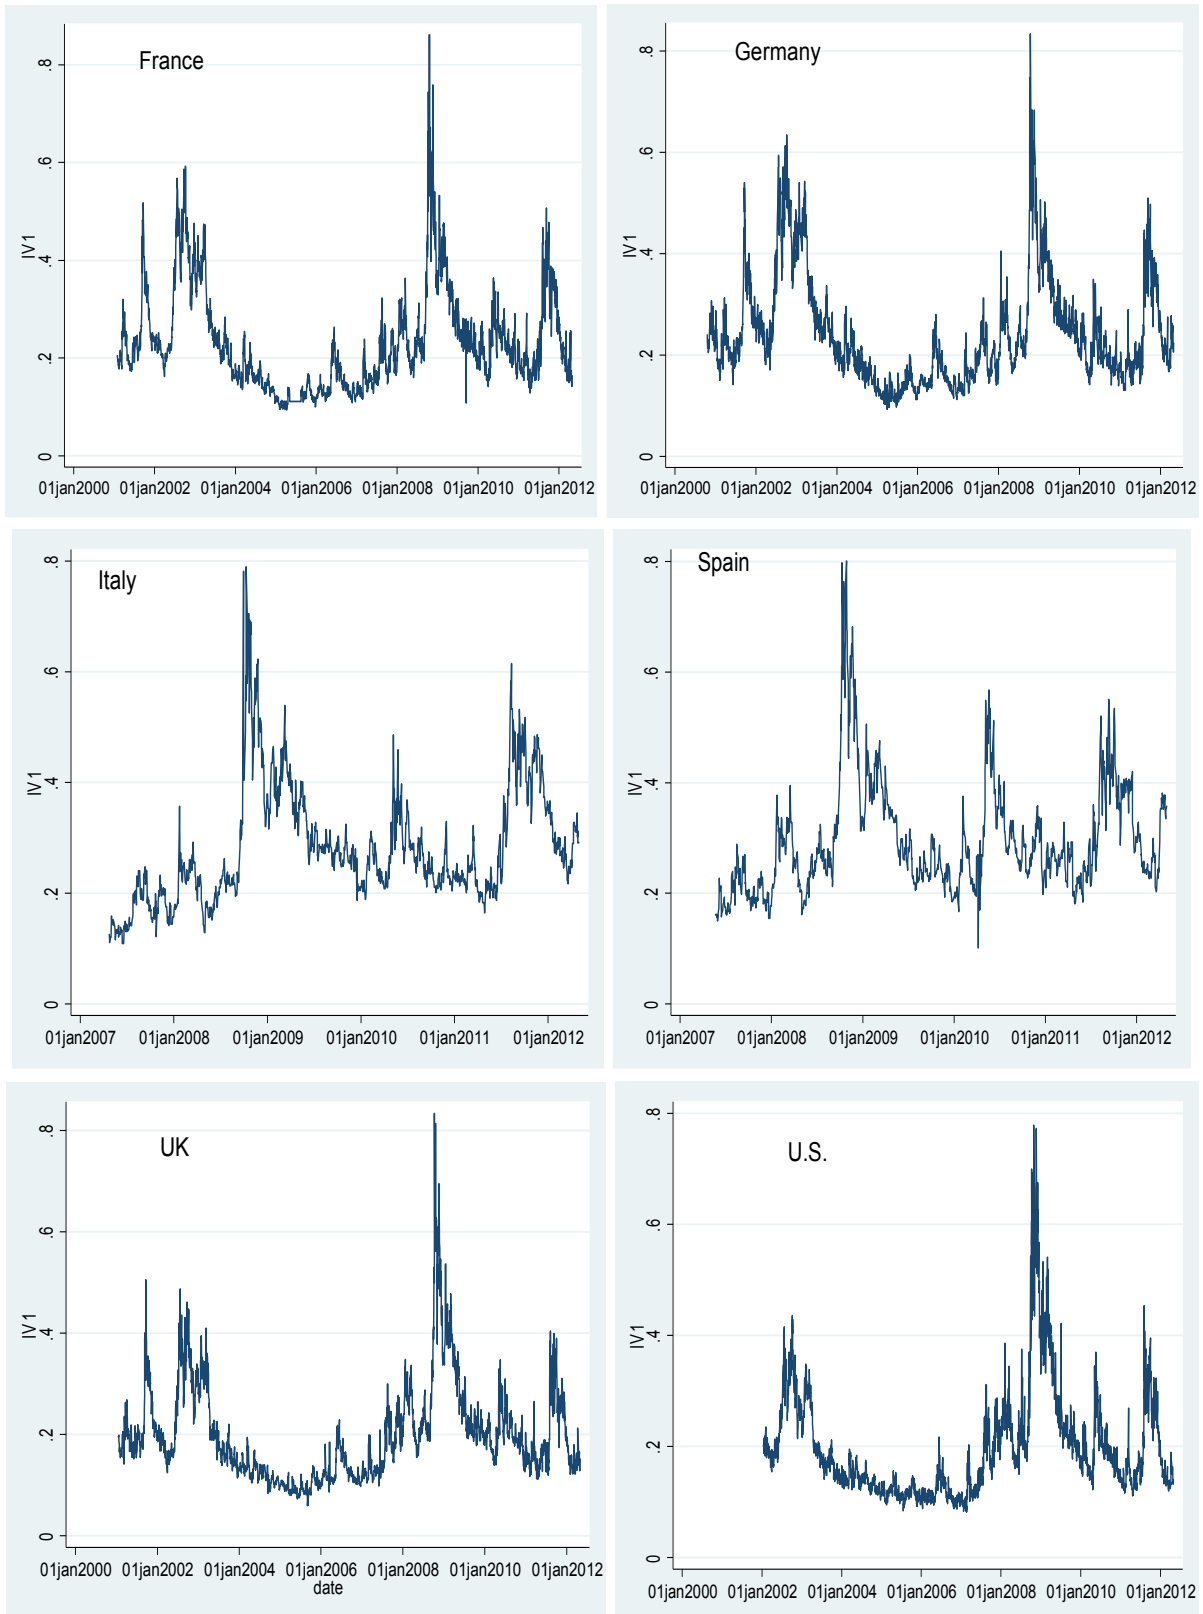 France
.8
.6
.4
.2
0
IV1
01jan2000 01jan2002 01jan2004 01jan2006 01jan2008 01jan2010 01jan2012
Germany
.8
.6
.4
.2
0
IV1
01jan2000 01jan2002 01jan2004 01jan2006 01jan2008 01jan2010 01jan2012
Italy
.8
.6
.4
.2
0
IV1
01jan2007 01jan2008 01jan2009 01jan2010 01jan2011 01jan2012
Spain
.8
.6
.4
.2
0
IV1
01jan2007 01jan2008 01jan2009 01jan2010 01jan2011 01jan2012
UK
.8
.6
.4
.2
0
IV1
01jan2000 01jan2002 01jan2004 01jan2006 01jan2008 01jan2010 01jan2012
date
U.S.
.8
.6
.4
.2
0
IV1
01jan2000 01jan2002 01jan2004 01jan2006 01jan2008 01jan2010 01jan2012